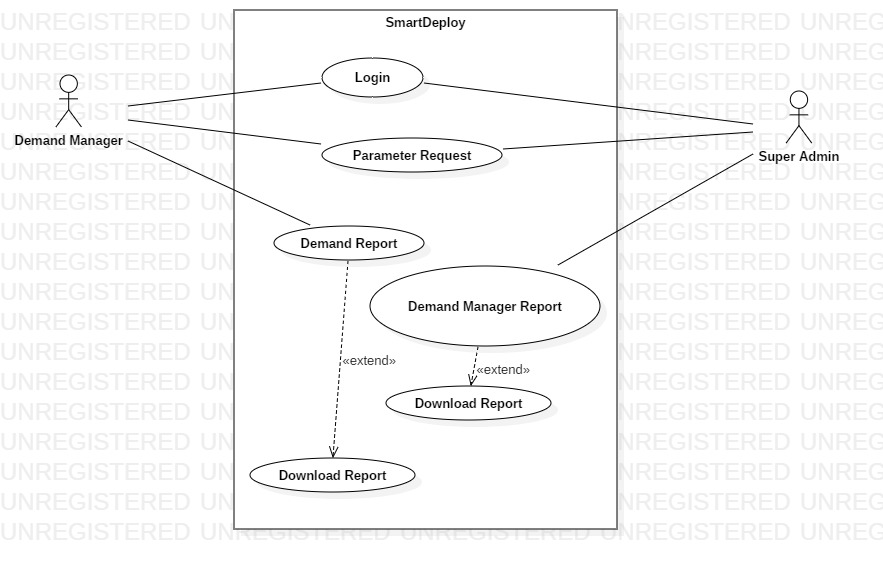 SmartDeploy
Login
Demand Manager
Parameter Request
Super Admin
Demand Report
Demand Manager Report
«extend»
«extend»
Download Report
Download Report
UNREGISTERED